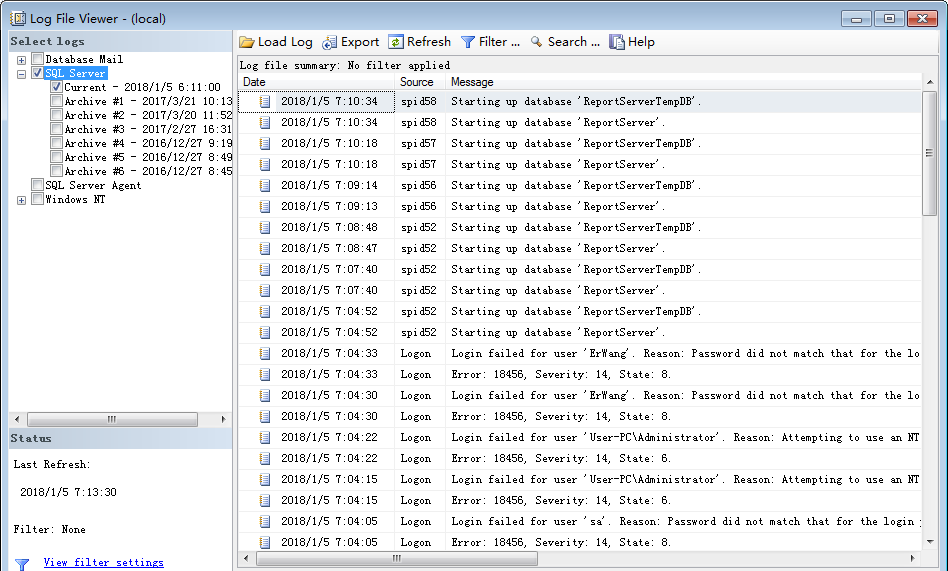 Log File Viewer - (local)
Select logs
Database Mail
SQL Server
Current - 2018/1/5 6:11:00
Archive #1 - 2017/3/21 10:13
Archive #2 - 2017/3/20 11:52
Archive #3 - 2017/2/27 16:31
Archive #4 - 2016/12/27 9:19
Archive #5 - 2016/12/27 8:49
Archive #6 - 2016/12/27 8:45
SQL Server Agent
Windows NT
Status
Last Refresh:
2018/1/5 7:13:30
Filter: None
View filter settings
Load Log Export Refresh Filter ... Search ... Help
Log file summary: No filter applied
Date Source Message
2018/1/5 7:10:34 spid58 Starting up database 'ReportServerTempDB'.
2018/1/5 7:10:34 spid58 Starting up database 'ReportServer'.
2018/1/5 7:10:18 spid57 Starting up database 'ReportServerTempDB'.
2018/1/5 7:10:18 spid57 Starting up database 'ReportServer'.
2018/1/5 7:09:14 spid56 Starting up database 'ReportServerTempDB'.
2018/1/5 7:09:13 spid56 Starting up database 'ReportServer'.
2018/1/5 7:08:48 spid52 Starting up database 'ReportServerTempDB'.
2018/1/5 7:08:47 spid52 Starting up database 'ReportServer'.
2018/1/5 7:07:40 spid52 Starting up database 'ReportServerTempDB'.
2018/1/5 7:07:40 spid52 Starting up database 'ReportServer'.
2018/1/5 7:04:52 spid52 Starting up database 'ReportServerTempDB'.
2018/1/5 7:04:52 spid52 Starting up database 'ReportServer'.
2018/1/5 7:04:33 Logon Login failed for user 'ErWang'. Reason: Password did not match that for the lo
2018/1/5 7:04:33 Logon Error: 18456, Severity: 14, State: 8.
2018/1/5 7:04:30 Logon Login failed for user 'ErWang'. Reason: Password did not match that for the lo
2018/1/5 7:04:30 Logon Error: 18456, Severity: 14, State: 8.
2018/1/5 7:04:22 Logon Login failed for user 'User-PC\Administrator'. Reason: Attempting to use an NT
2018/1/5 7:04:22 Logon Error: 18456, Severity: 14, State: 6.
2018/1/5 7:04:15 Logon Login failed for user 'User-PC\Administrator'. Reason: Attempting to use an NT
2018/1/5 7:04:15 Logon Error: 18456, Severity: 14, State: 6.
2018/1/5 7:04:05 Logon Login failed for user 'sa'. Reason: Password did not match that for the login
2018/1/5 7:04:05 Logon Error: 18456, Severity: 14, State: 8.